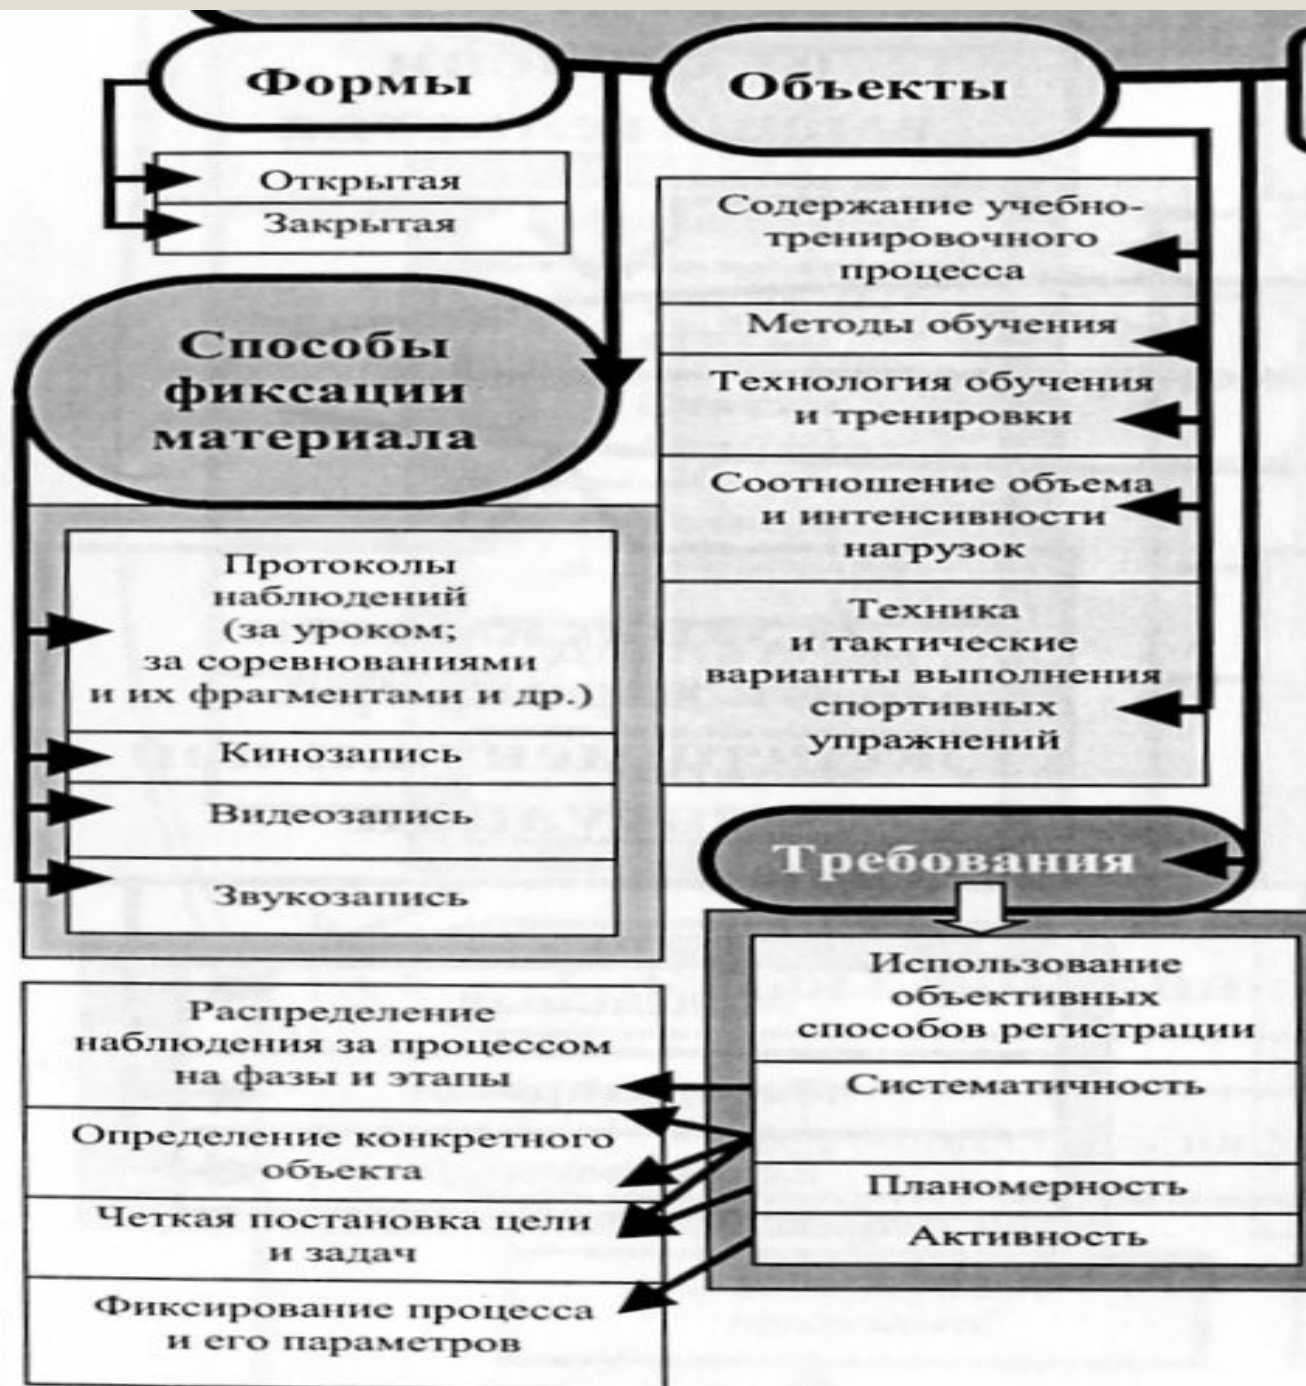 Формы
Открытая
Закрытая
Способы
фиксации
материала
Протоколы
наблюдений
(за уроком;
за соревнованиями
и их фрагментами и др.)
Кинозапись
Видеозапись
Звукозапись
Объекты
Содержание учебно-
тренировочного
процесса
Методы обучения
Технология обучения
и тренировки
Соотношение объема
и интенсивности
нагрузок
Техника
и тактические
варианты выполнения
спортивных
упражнений
Требования
Использование
объективных
способов регистрации
Систематичность
Планомерность
Активность
Распределение
наблюдения за процессом
на фазы и этапы
Определение конкретного
объекта
Четкая постановка цели
и задач
Фиксирование процесса
и его параметров